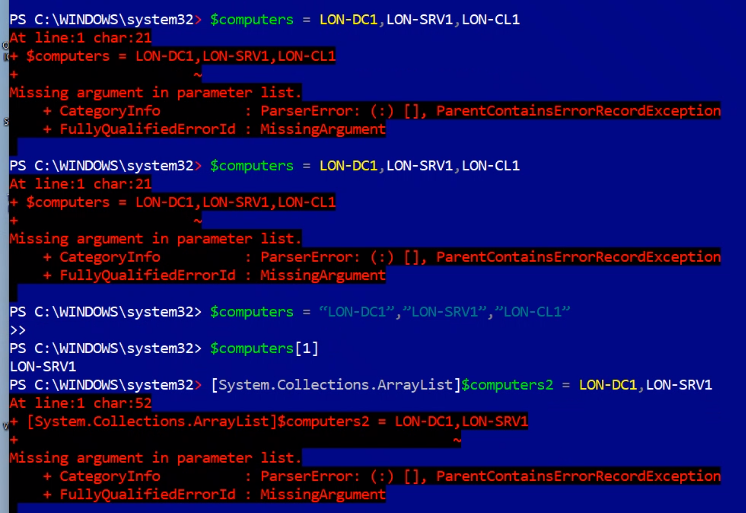 PS C:\WINDOWS\system32> $computers = LON-DC1,LON-SRV1,LON-CL1
At line:1 char:21
+ $computers = LON-DC1,LON-SRV1,LON-CL1
+                     ~
Missing argument in parameter list.
    + CategoryInfo          : ParserError: (:) [], ParentContainsErrorRecordException
    + FullyQualifiedErrorId : MissingArgument
PS C:\WINDOWS\system32> $computers = LON-DC1,LON-SRV1,LON-CL1
At line:1 char:21
+ $computers = LON-DC1,LON-SRV1,LON-CL1
+                     ~
Missing argument in parameter list.
    + CategoryInfo          : ParserError: (:) [], ParentContainsErrorRecordException
    + FullyQualifiedErrorId : MissingArgument
PS C:\WINDOWS\system32> $computers = “LON-DC1”,”LON-SRV1”,”LON-CL1”
>>
PS C:\WINDOWS\system32> $computers[1]
LON-SRV1
PS C:\WINDOWS\system32> [System.Collections.ArrayList]$computers2 = LON-DC1,LON-SRV1
At line:1 char:52
+ [System.Collections.ArrayList]$computers2 = LON-DC1,LON-SRV1
+                                                    ~
Missing argument in parameter list.
    + CategoryInfo          : ParserError: (:) [], ParentContainsErrorRecordException
    + FullyQualifiedErrorId : MissingArgument